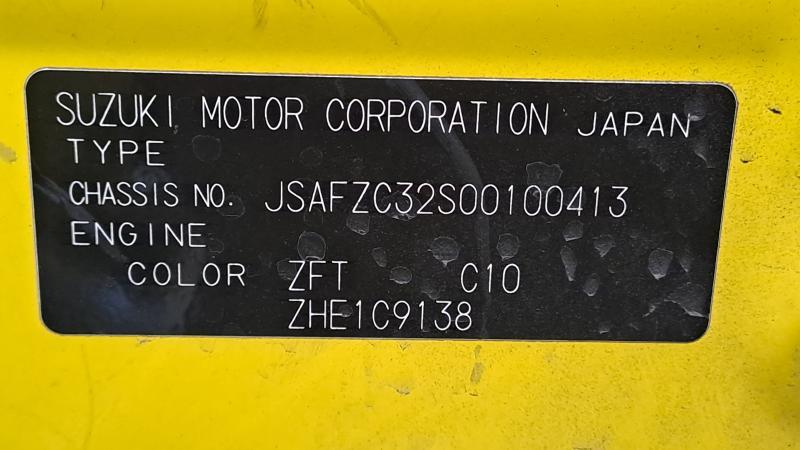 SUZUKI MOTOR CORPORATION JAPAN
TYPE
CHASSIS NO. JSAFZC32S00100413
ENGINE
COLOR ZFT C10
ZHE1C9138